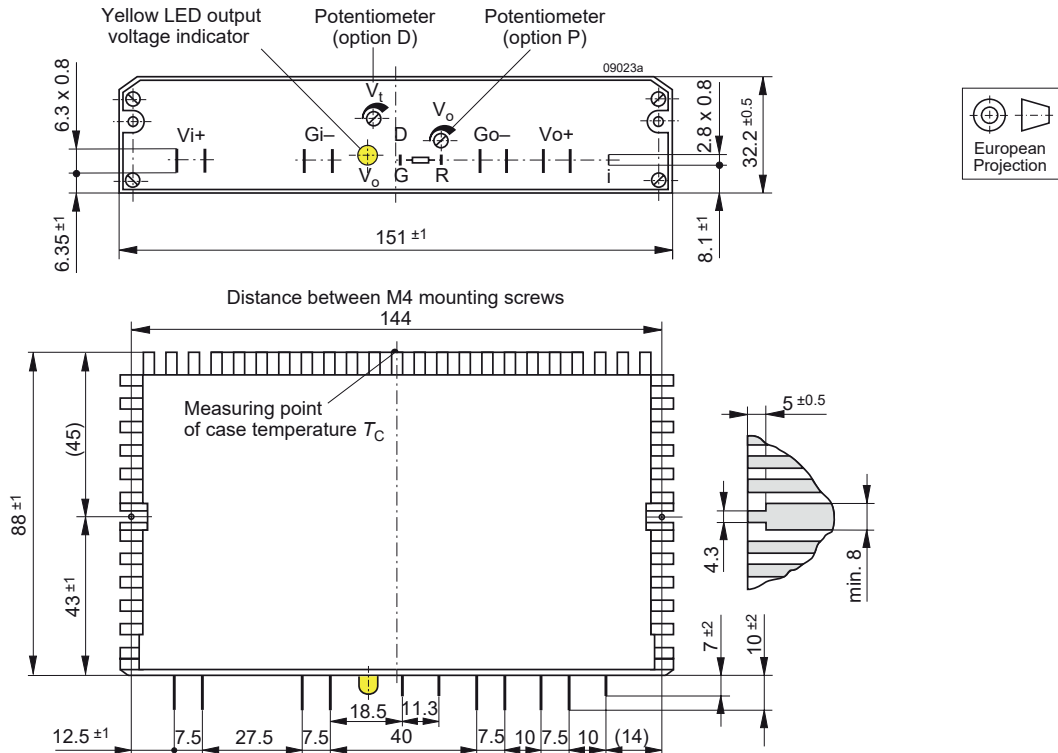 Yellow LED output
voltage indicator
Potentiometer
(option D)
Potentiometer
(option P)
09023a
6.3 x 0.8
Vi+
Gi–
Vt
Vo
D
Go–
Vo+
Vo
G
R
i
2.8 x 0.8
32.2 ±0.5
European
Projection
6.35 ±1
151 ±1
8.1 ±1
Distance between M4 mounting screws
144
Measuring point
of case temperature TC
(45)
88 ±1
43 ±1
5 ±0.5
4.3
min. 8
7 ±2
10 ±2
18.5
11.3
12.5 ±1
7.5
27.5
7.5
40
7.5
10
7.5
10
(14)